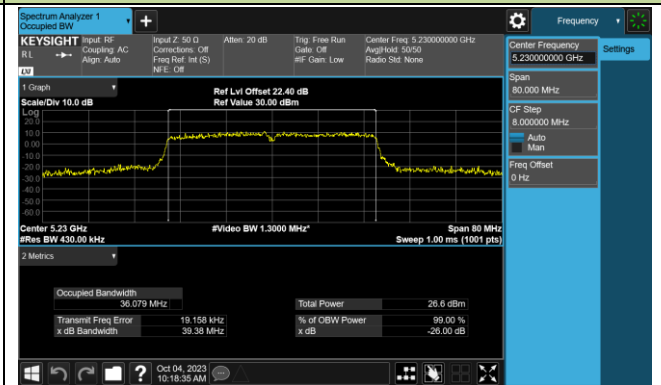 Spectrum Analyzer 1
Occupied BW
+
Frequency
KEYSIGHT
R L
LXI
Input: RF
Coupling: AC
Align: Auto
Input Z: 50 Ω
Corrections: Off
Freq Ref: Int (S)
NFE: Off
Atten: 20 dB
Trig: Free Run
Gate: Off
#IF Gain: Low
Center Freq: 5.230000000 GHz
Avg|Hold: 50/50
Radio Std: None
Center Frequency
5.230000000 GHz
Settings
Span
80.000 MHz
CF Step
8.000000 MHz
Auto
Man
Freq Offset
0 Hz
1 Graph
Scale/Div 10.0 dB
Ref Lvl Offset 22.40 dB
Ref Value 30.00 dBm
Log
20.0
10.0
0.00
-10.0
-20.0
-30.0
-40.0
-50.0
-60.0
Center 5.23 GHz
#Res BW 430.00 kHz
#Video BW 1.3000 MHz*
Span 80 MHz
Sweep 1.00 ms (1001 pts)
2 Metrics
Occupied Bandwidth
36.079 MHz
Total Power 26.6 dBm
Transmit Freq Error 19.158 kHz
% of OBW Power 99.00 %
x dB Bandwidth 39.38 MHz
x dB -26.00 dB
?
Oct 04, 2023
10:18:35 AM